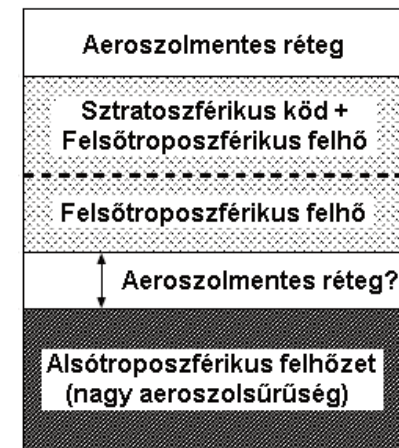 Aeroszolmentes réteg
Sztratoszférikus köd +
Felsőtroposzférikus felhő
Felsőtroposzférikus felhő
Aeroszolmentes réteg?
Alsótroposzférikus felhőzet
(nagy aeroszolsűrűség)